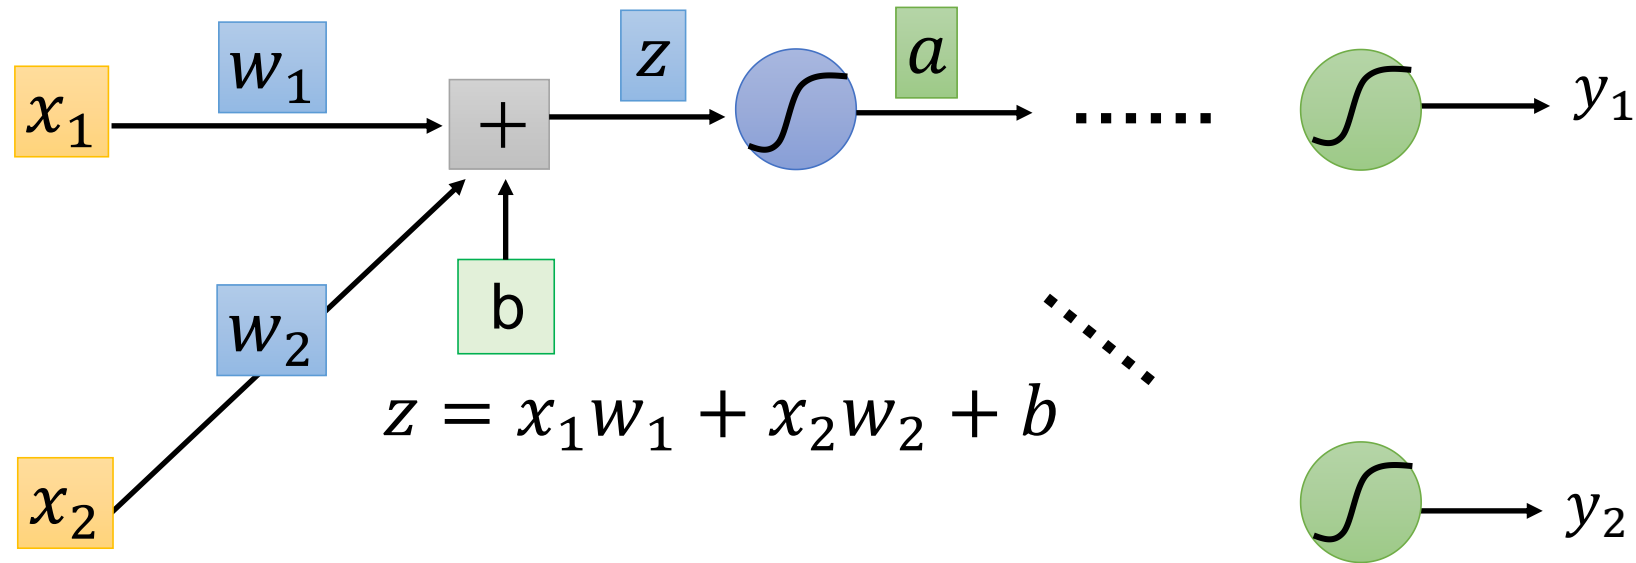 x₁ w₁ + z a y₁
w₂ b
z = x₁w₁ + x₂w₂ + b
x₂ y₂